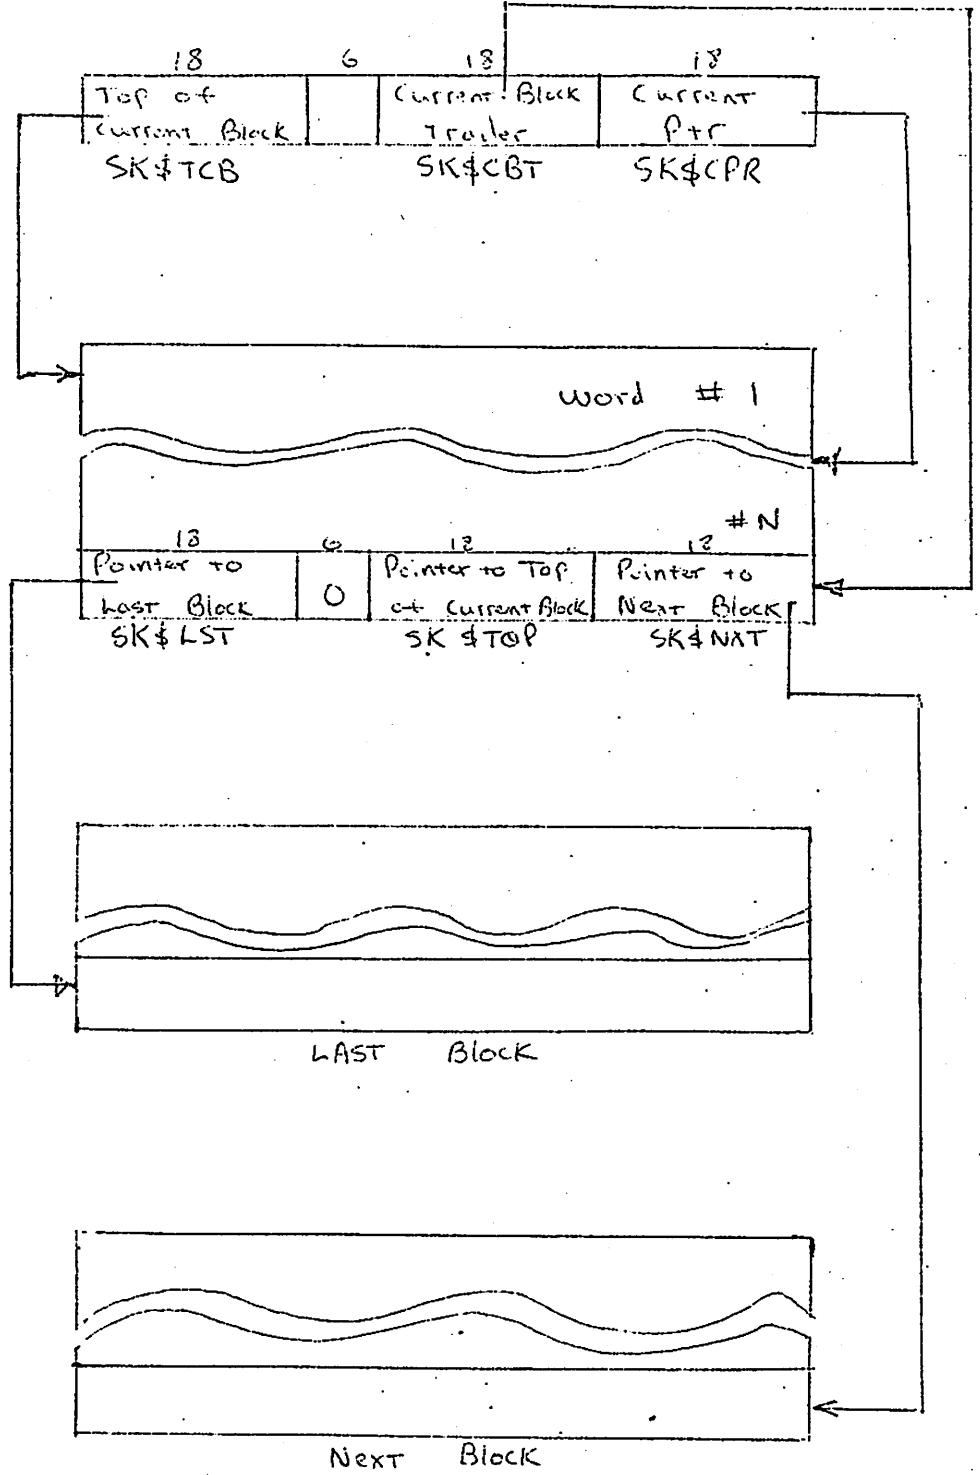 18 6 18 18
Top of Current Block Current
Current Block Trailer Ptr
SK$TCB SK$CBT SK$CPR
Word # 1
# N
18 6 18 18
Pointer to Pointer to Top Pointer to
Last Block 0 of Current Block Next Block
SK$LST SK $TOP SK$NXT
LAST Block
Next Block